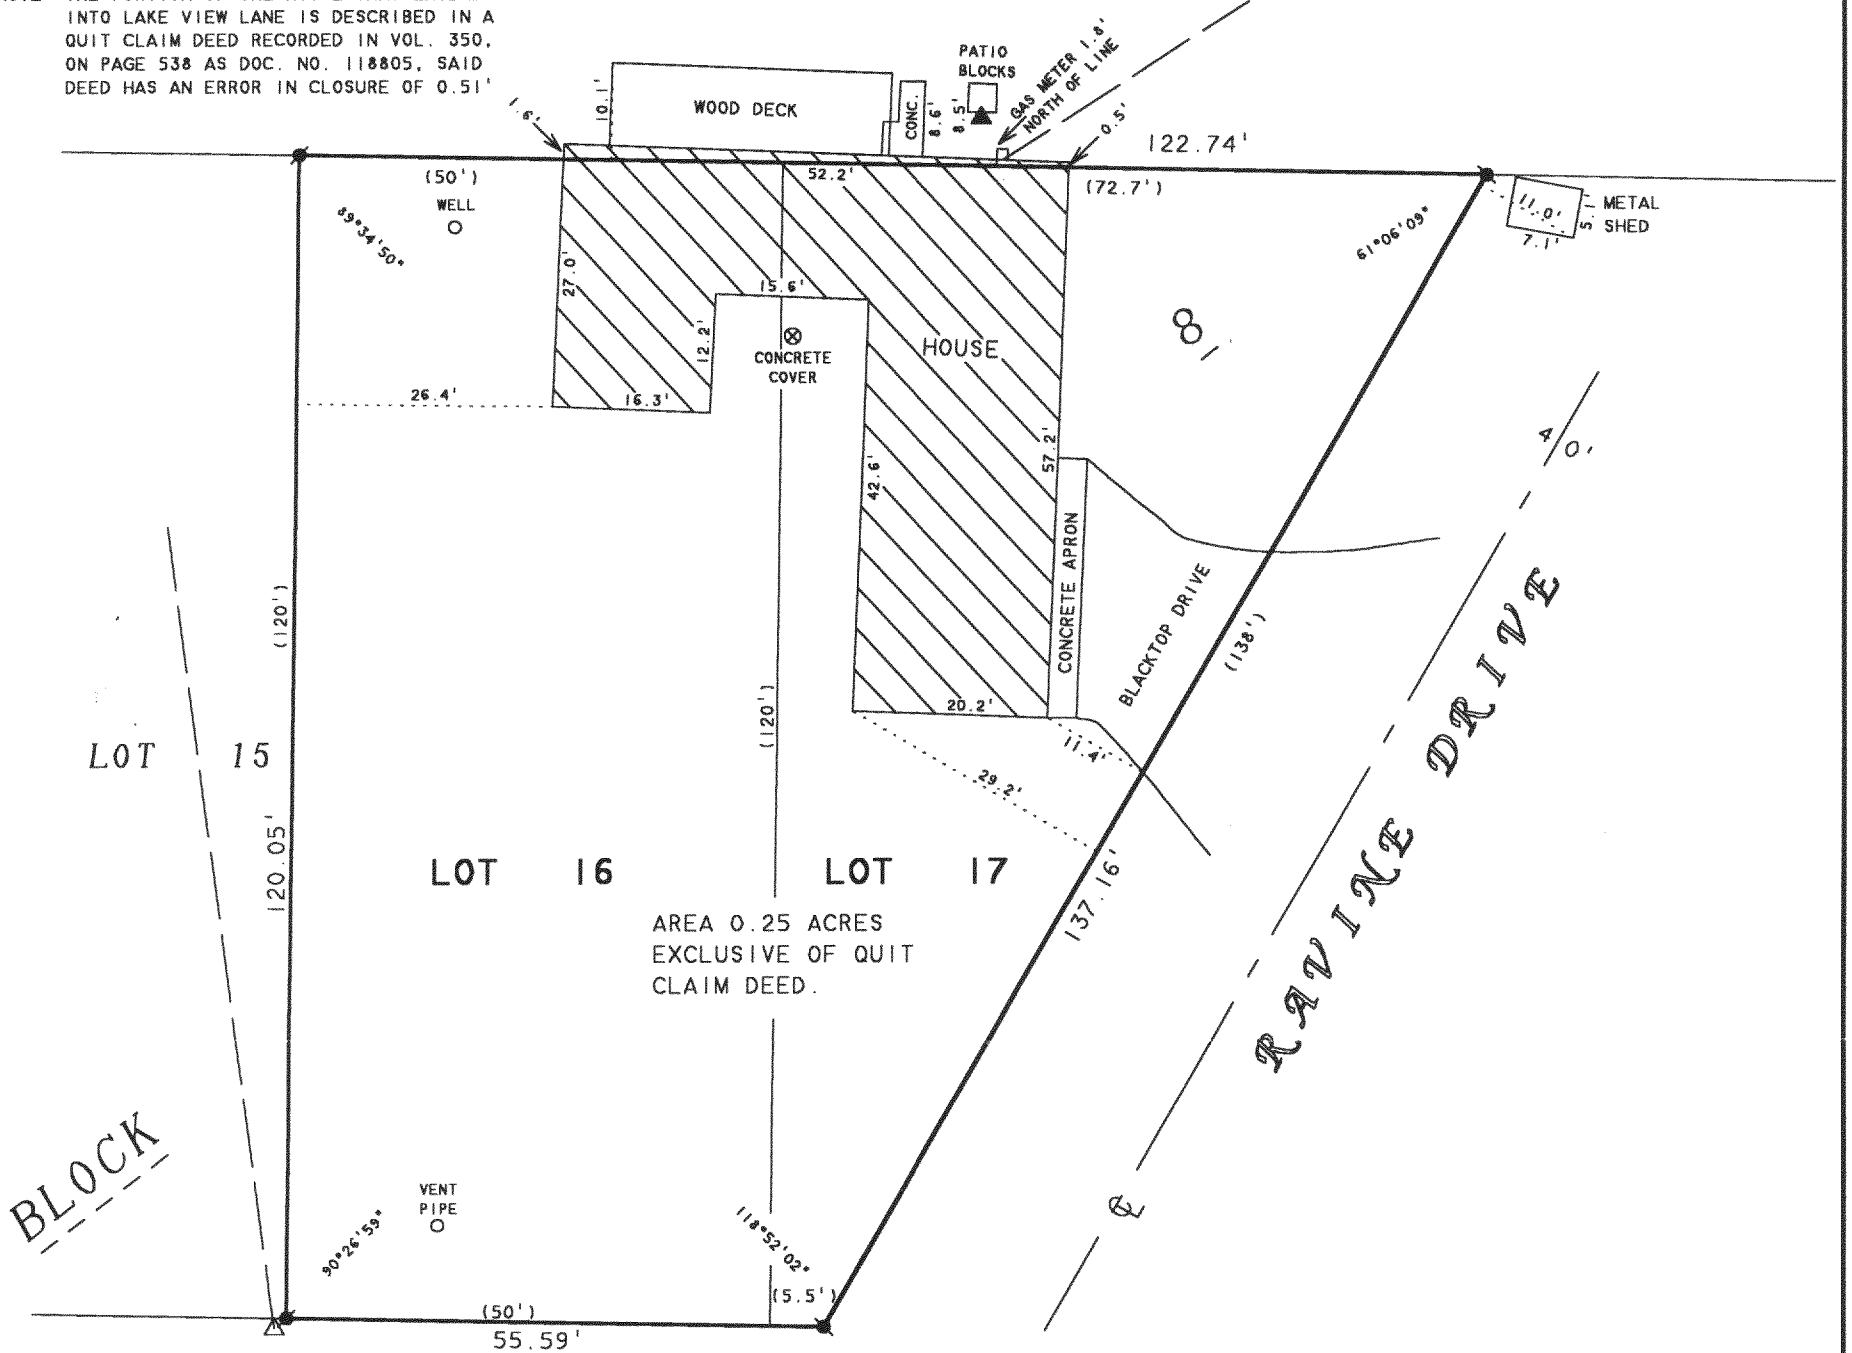 INTO LAKE VIEW LANE IS DESCRIBED IN A
QUIT CLAIM DEED RECORDED IN VOL. 350,
ON PAGE 538 AS DOC. NO. 118805, SAID
DEED HAS AN ERROR IN CLOSURE OF 0.51'
1.6'
10.1'
WOOD DECK
CONC.
8.6'
8.5'
PATIO
BLOCKS
GAS METER 1.8'
NORTH OF LINE
0.5'
122.74'
(50')
52.2'
(72.7')
WELL
89°34'50"
61°06'09"
11.0'
5.1'
7.1'
METAL
SHED
27.0'
15.6'
12.2'
CONCRETE
COVER
HOUSE
81
26.4'
16.3'
42.6'
57.2'
40'
CONCRETE APRON
BLACKTOP DRIVE
(120')
(138')
(120')
20.2'
11.4'
29.2'
LOT 15
120.05'
LOT 16
LOT 17
137.16'
RAVINE DRIVE
AREA 0.25 ACRES
EXCLUSIVE OF QUIT
CLAIM DEED.
BLOCK
VENT
PIPE
90°26'59"
118°52'02"
℄
(50')
(5.5')
55.59'